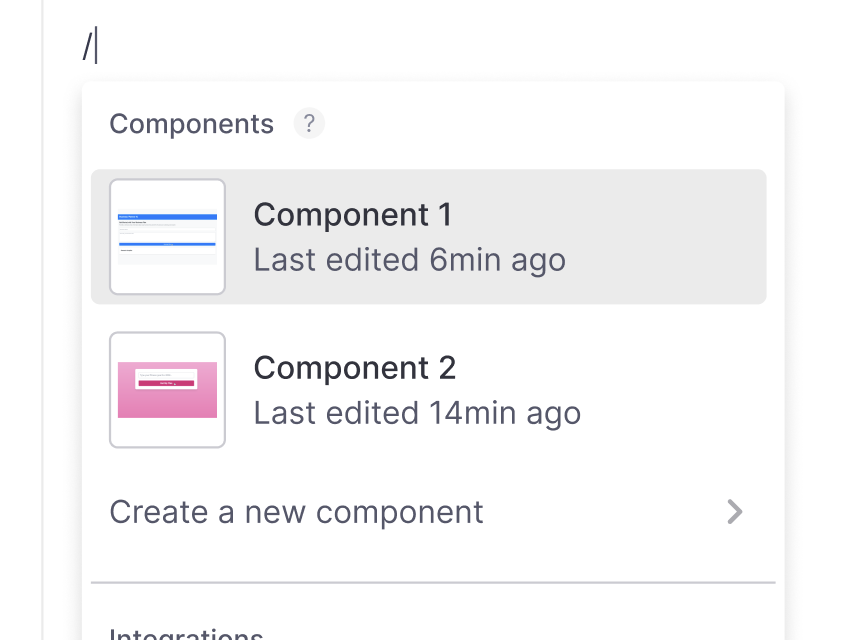 /
Components ?
Component 1
Last edited 6min ago
Component 2
Last edited 14min ago
Create a new component
Integrations